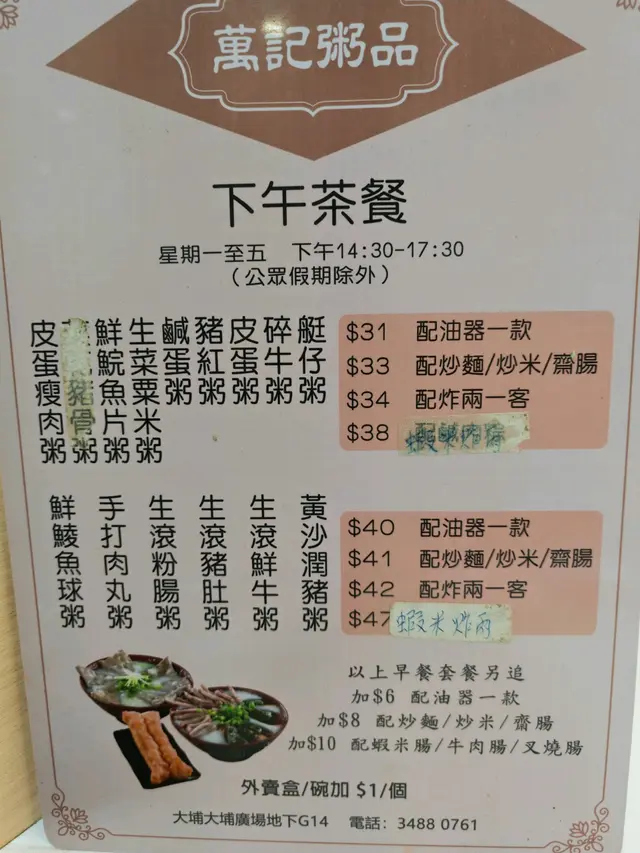 萬記粥品
下午茶餐
星期一至五 下午14:30-17:30
(公眾假期除外)
艇仔粥
碎牛粥
皮蛋粥
豬紅粥
鹹蛋粥
生菜粟米粥
鮮鯇魚片粥
豬骨粥
皮蛋瘦肉粥
$31 配油器一款
$33 配炒麵/炒米/齋腸
$34 配炸兩一客
$38
黃沙潤豬粥
生滾鮮牛粥
生滾豬肚粥
生滾粉腸粥
手打肉丸粥
鮮鯪魚球粥
$40 配油器一款
$41 配炒麵/炒米/齋腸
$42 配炸兩一客
$47 蝦米炸兩
以上早餐套餐另追
加$6 配油器一款
加$8 配炒麵/炒米/齋腸
加$10 配蝦米腸/牛肉腸/叉燒腸
外賣盒/碗加 $1/個
大埔大埔廣場地下G14 電話: 3488 0761